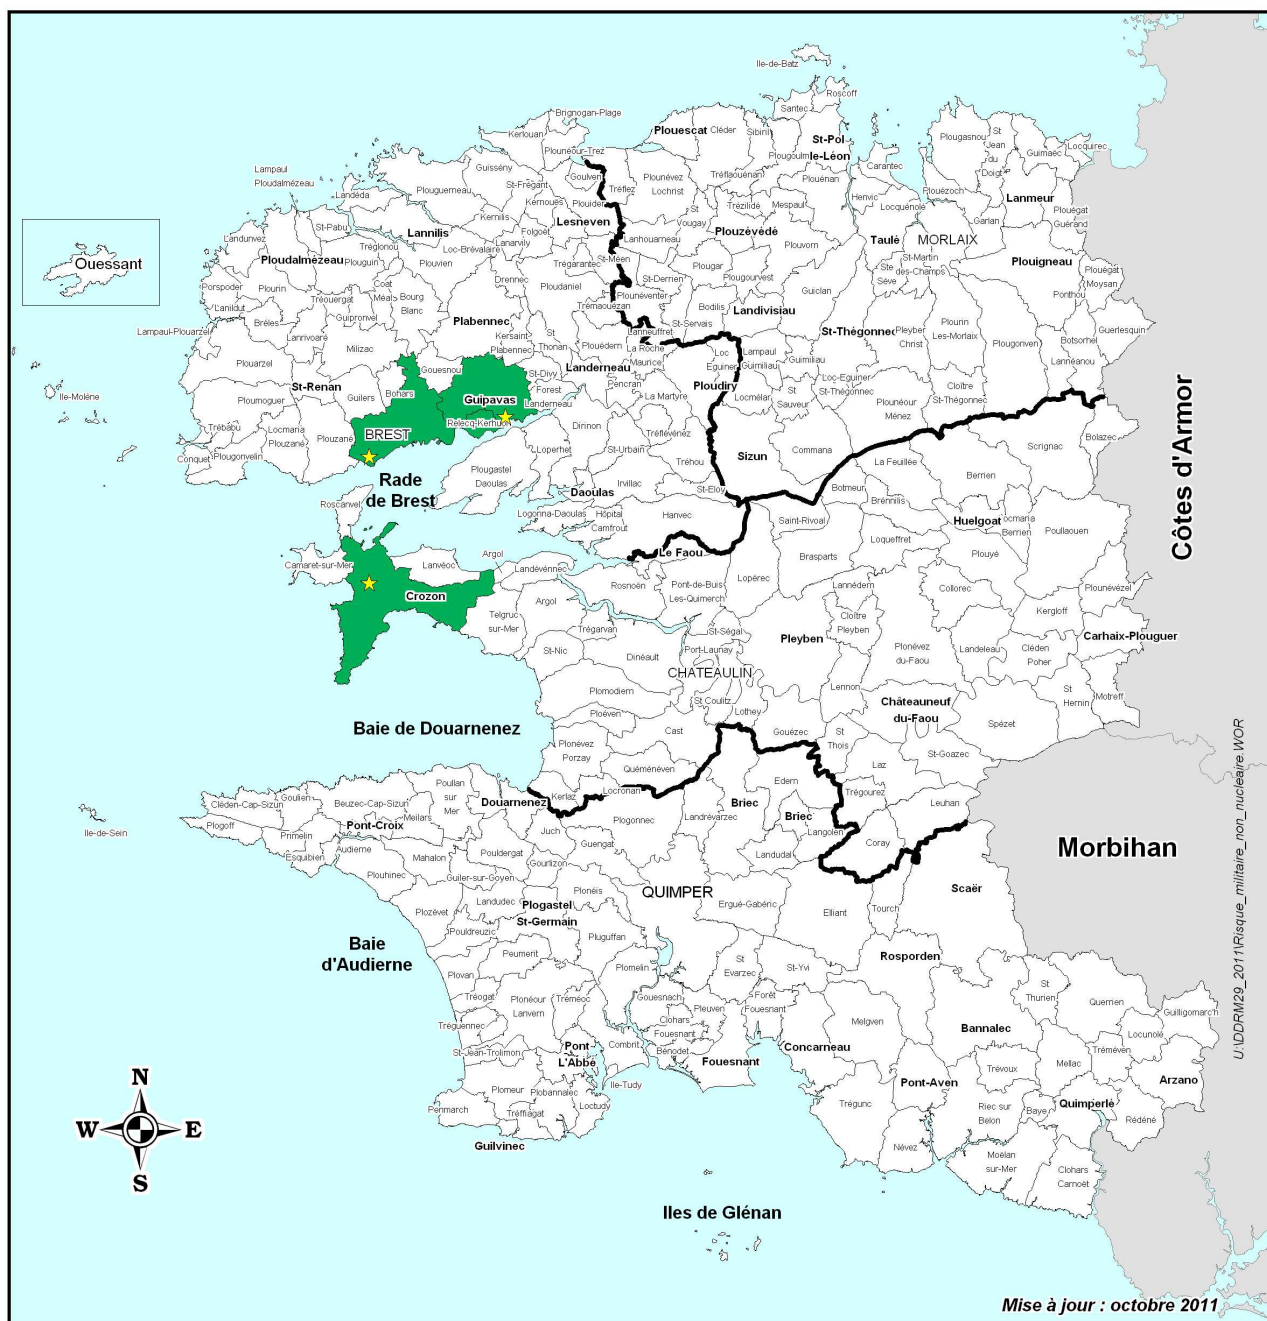 Ile-de-Batz
Roscoff
Santec
Brignogan-Plage
Plouescat
Cléder
Sibiril
St-Pol
le-Léon
Kerlouan
Plounéour-Trez
Plougoulm
Plougasnou
St
Jean
du
Doigt
Guimaëc
Locquirec
Carantec
Guissény
Goulven
Tréflez
Plounévez
Lochrist
Tréflaouénan
Plouénan
Henvic
Locquénolé
Plouézoch
Lanmeur
Lampaul
Ploudalmézeau
Landéda
Plouguerneau
St-Frégant
Kernouës
Plouider
Kernilis
Folgoët
Lesneven
Lanhouarneau
St
Vougay
Trézilidé
Mespaul
Plouzévédé
Plouvorn
Taulé
MORLAIX
Garlan
Plouégat
Guérand
Landunvez
St-Pabu
Lannilis
Tréglonou
Loc-Brévalaire
Lanarvily
Ploudalmézeau
Plouguin
Plouvien
Trégarantec
St-Méen
St-Derrien
Plougar
Plougourvest
Guiclan
Ste
Sève
St-Martin
des-Champs
Plouigneau
Plouégat
Moysan
Ouessant
Porspoder
Plourin
Lanildut
Tréouergat
Coat
Méal
Bourg
Blanc
Drennec
Ploudaniel
Plounéventer
Trémaouézan
Bodilis
Landivisiau
Ponthou
Lampaul-Plouarzel
Brélès
Guipronvel
Lanrivoaré
Plabennec
Kersaint
Plabennec
St
Thonan
Plouédern
Lanneuffret
St-Servais
La Roche
Maurice
St-Thégonnec
Pleyber
Christ
Plourin
Les-Morlaix
Plougonven
Botsorhel
Guerlesquin
Lannéanou
Plouarzel
Milizac
Gouesnou
St-Divy
Landerneau
Pencran
Loc
Eguiner
Lampaul
Guimiliau
Guimiliau
Loc-Eguiner
St-Thégonnec
Cloître
St-Thégonnec
Ile-Molène
St-Renan
Ploumoguer
Guilers
Bohars
Guipavas
Forest
Landerneau
La Martyre
Ploudiry
Locmélar
St
Sauveur
Plounéour
Ménez
Trébabu
Locmaria
Plouzané
Plouzané
BREST
Relecq-Kerhuon
Dirinon
Tréflévénez
Conquet
Plougonvelin
Loperhet
St-Urbain
Tréhou
Sizun
Commana
La Feuillée
Scrignac
Bolazec
Berrien
Rade
de Brest
Plougastel
Daoulas
Daoulas
Irvillac
St-Eloy
Botmeur
Brénnilis
Roscanvel
Logonna-Daoulas
Hôpital
Camfrout
Hanvec
Saint-Rivoal
Loqueffret
Huelgoat
Locmaria
Berrien
Poullaouen
Camaret-sur-Mer
Lanvéoc
Argol
Landévénnec
Le Faou
Rosnoën
Pont-de-Buis
Les-Quimerch
Lopérec
Brasparts
Plouyé
Crozon
Telgruc
sur-Mer
Argol
Trégarvan
Lannédern
Collorec
Plounévézel
Cloître
Pleyben
Kergloff
St-Nic
Dinéault
St-Ségal
Port-Launay
Pleyben
Plonévez
du-Faou
Landeleau
Cléden
Poher
Carhaix-Plouguer
CHATEAULIN
Plomodiern
St Coulitz
Lothey
Lennon
Châteauneuf
du-Faou
St
Hernin
Motreff
Ploéven
Cast
Gouézec
St
Thois
Spézet
Baie de Douarnenez
Plonévez
Porzay
Quéménéven
Laz
St-Goazec
Edern
Trégourez
Leuhan
Kerlaz
Locronan
Briec
Briec
Langolen
Coray
Ile-de-Sein
Cléden-Cap-Sizun
Goulien
Beuzec-Cap-Sizun
Poullan
sur
Mer
Douarnenez
Plogoff
Primelin
Pont-Croix
Meilars
Juch
Plogonnec
Landrévarzec
Esquibien
Audierne
Mahalon
Pouldergat
Gourlizon
Guengat
Landudal
Plouhinec
Guiler-sur-Goyen
Plonéis
QUIMPER
Ergué-Gabéric
Elliant
Tourch
Scaër
Plozévet
Landudec
Plogastel
St-Germain
Pluguffan
Pouldreuzic
Peumerit
Baie
d'Audierne
Plovan
Plomelin
St
Evarzec
St-Yvi
Rosporden
Tréogat
Plonéour
Lanvern
Tréméoc
Gouesnach
Pleuven
Forêt
Fouesnant
St
Thurien
Querrien
Guilligomarc'h
Tréguennec
Clohars
Fouesnant
Melgven
Bannalec
Locunolé
St-Jean-Trolimon
Pont-
L'Abbé
Combrit
Bénodet
Fouesnant
Concarneau
Mellac
Tréméven
Trévoux
Arzano
Plomeur
Plobannalec
Ile-Tudy
Pont-Aven
Quimperlé
Penmarch
Tréffiagat
Loctudy
Trégunc
Riec sur
Belon
Baye
Rédéné
Guilvinec
Névez
Moëlan
sur-Mer
Clohars
Carnoët
Iles de Glénan
Côtes d'Armor
Morbihan
N
W
E
S
U:\DDRM29_2011\Risque_militaire_non_nucleaire.WOR
Mise à jour : octobre 2011